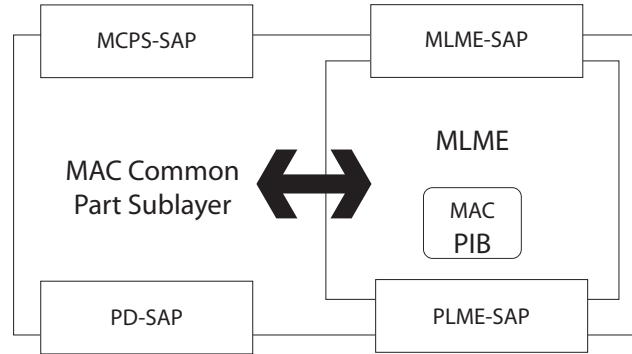 MCPS-SAP
MLME-SAP
MAC Common
Part Sublayer
MLME
MAC
PIB
PD-SAP
PLME-SAP